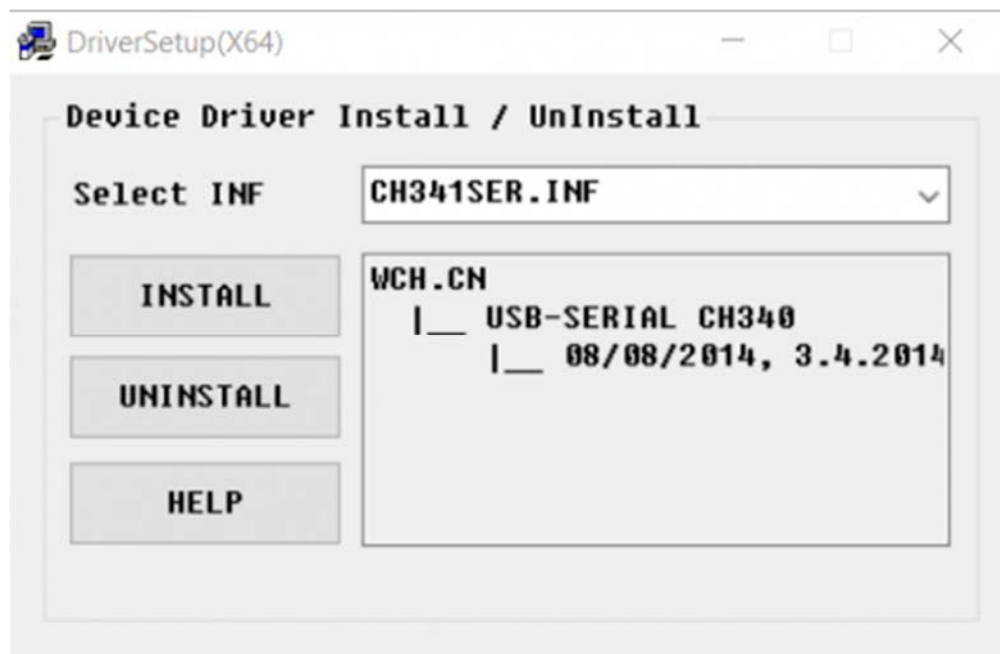 DriverSetup(X64)
Device Driver Install / UnInstall
Select INF
CH341SER.INF
INSTALL
UNINSTALL
HELP
WCH.CN
|__ USB-SERIAL CH340
|__ 08/08/2014, 3.4.2014